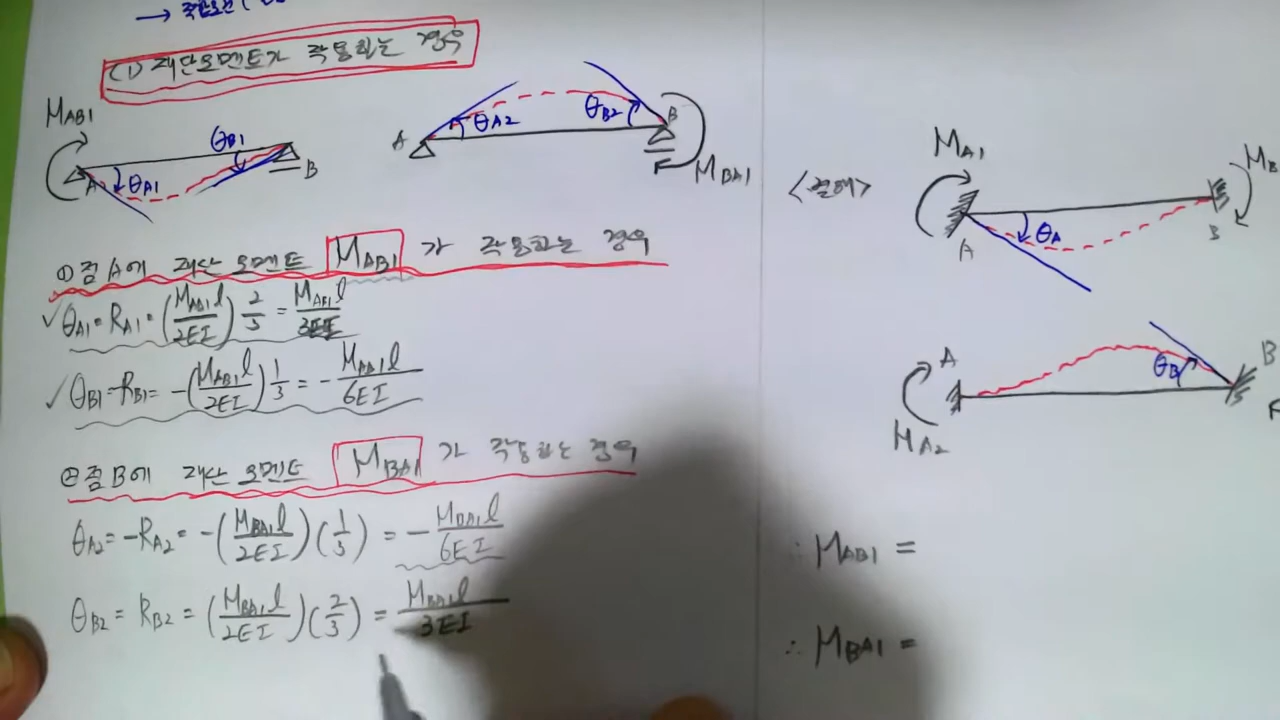 (1) 재단모멘트가 작용하는 경우
M_AB1
θ_B1
A
θ_A1
B
A
θ_A2
θ_B2
B
M_BA1
① 점A에 재단 모멘트 M_AB1 가 작용하는 경우
✓ θ_A1 = R_A1 = (M_AB1 l / 2EI) 2/3 = M_AB1 l / 3EI
✓ θ_B1 = -R_B1 = -(M_AB1 l / 2EI) 1/3 = - M_AB1 l / 6EI
② 점B에 재단 모멘트 M_BA1 가 작용하는 경우
θ_A2 = -R_A2 = -(M_BA1 l / 2EI)(1/3) = - M_BA1 l / 6EI
θ_B2 = R_B2 = (M_BA1 l / 2EI)(2/3) = M_BA1 l / 3EI
M_A1
M_B
A
θ_A
B
A
θ_B
B
M_A2
∴ M_AB1 =
∴ M_BA1 =